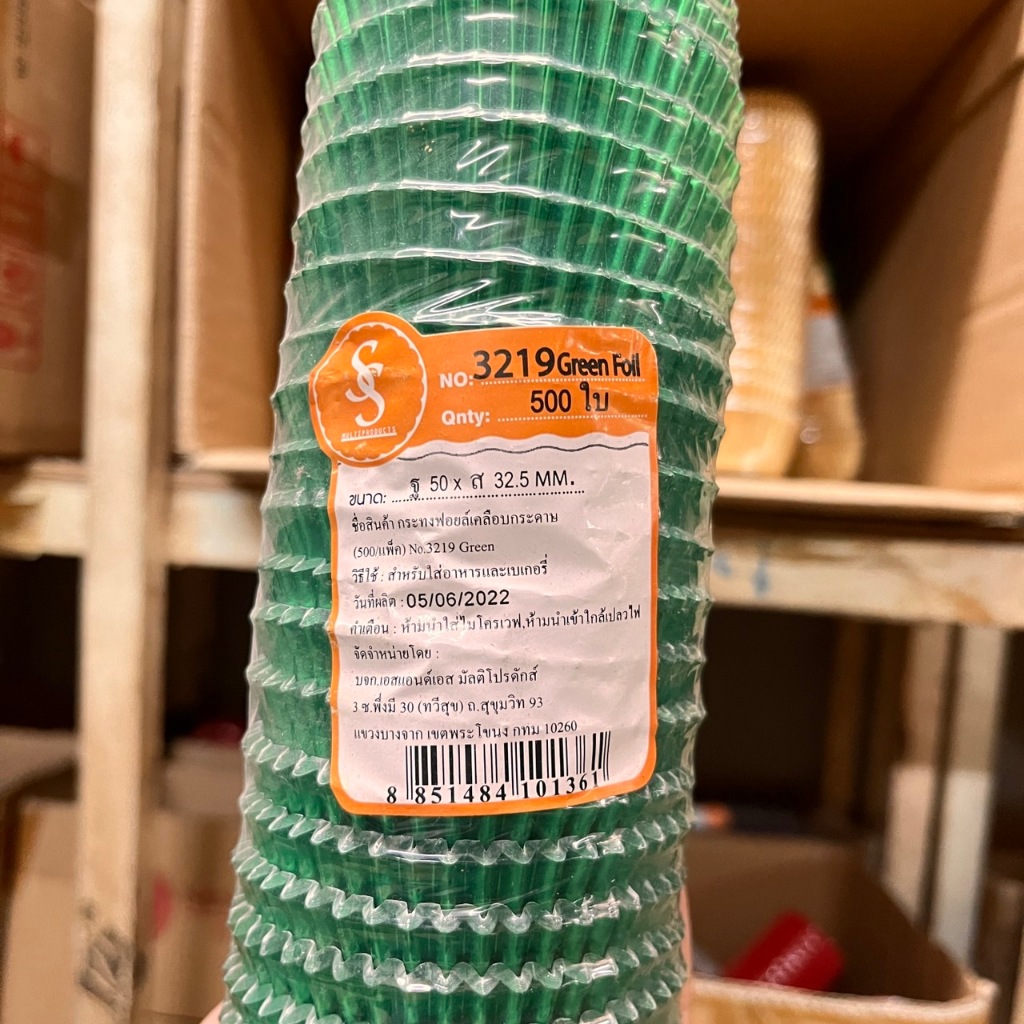 SS
MULTIPRODUCTS
NO: 3219 Green Foil
Qnty: 500 ใบ
ขนาด: ฐ 50 x ส 32.5 MM.
ชื่อสินค้า กระทงฟอยล์เคลือบกระดาษ
(500/แพ็ค) No.3219 Green
วิธีใช้ : สำหรับใส่อาหารและเบเกอรี่
วันที่ผลิต : 05/06/2022
คำเตือน : ห้ามนำใส่ไมโครเวฟ,ห้ามนำเข้าใกล้เปลวไฟ
จัดจำหน่ายโดย :
บจก.เอสแอนด์เอส มัลติโปรดักส์
3 ซ.พึ่งมี 30 (ทวีสุข) ถ.สุขุมวิท 93
แขวงบางจาก เขตพระโขนง กทม 10260
8 851484 101361